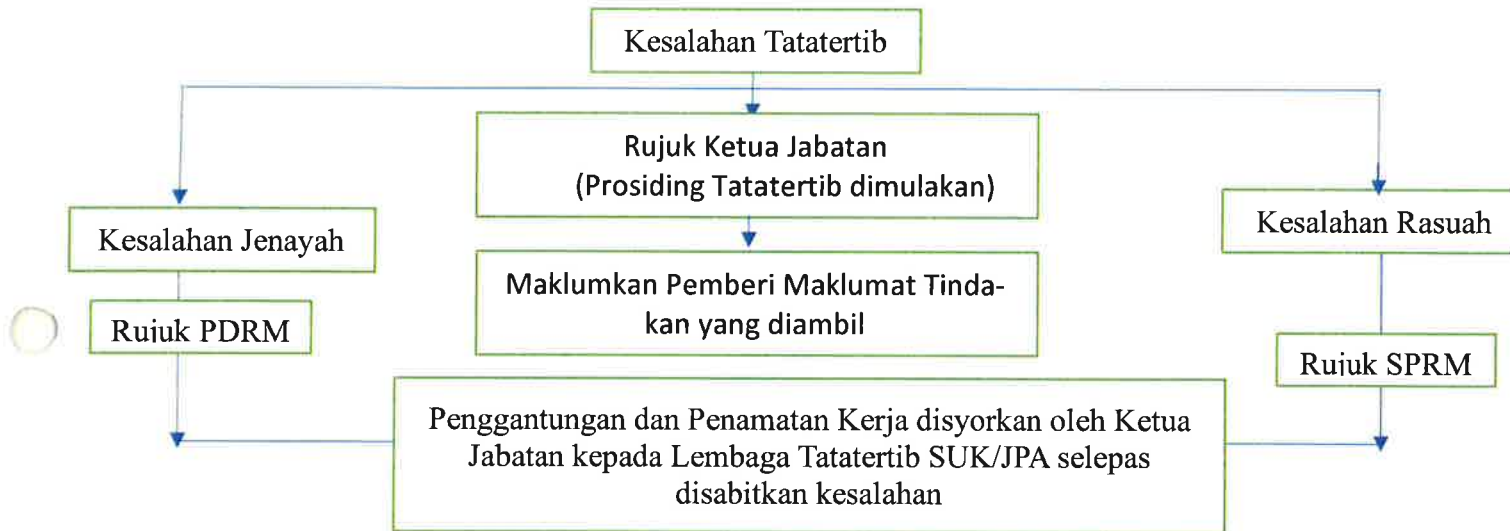 Kesalahan Tatatertib
Rujuk Ketua Jabatan
(Prosiding Tatatertib dimulakan)
Kesalahan Jenayah
Kesalahan Rasuah
Maklumkan Pemberi Maklumat Tinda-
kan yang diambil
Rujuk PDRM
Rujuk SPRM
Penggantungan dan Penamatan Kerja disyorkan oleh Ketua
Jabatan kepada Lembaga Tatatertib SUK/JPA selepas
disabitkan kesalahan